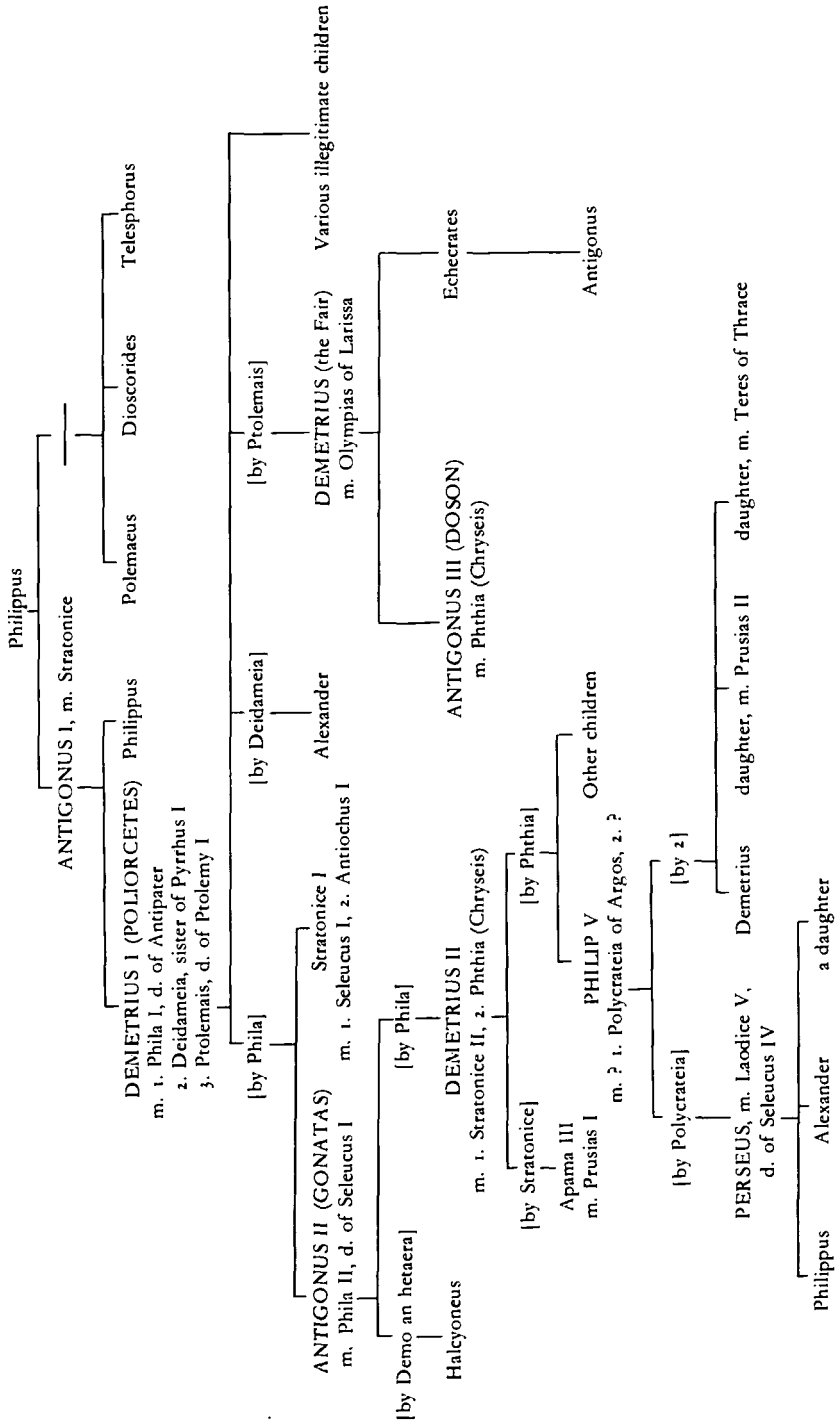 Philippus
ANTIGONUS I, m. Stratonice
DEMETRIUS I (POLIORCETES)
m. 1. Phila I, d. of Antipater
2. Deidameia, sister of Pyrrhus I
3. Ptolemais, d. of Ptolemy I
Philippus
Polemaeus
Dioscorides
Telesphorus
[by Phila]
[by Deidameia]
[by Ptolemais]
Various illegitimate children
ANTIGONUS II (GONATAS)
m. Phila II, d. of Seleucus I
Stratonice I
m. 1. Seleucus I, 2. Antiochus I
Alexander
DEMETRIUS (the Fair)
m. Olympias of Larissa
[by Demo an hetaera]
[by Phila]
Halcyoneus
DEMETRIUS II
m. 1. Stratonice II, 2. Phthia (Chryseis)
ANTIGONUS III (DOSON)
m. Phthia (Chryseis)
Echecrates
Antigonus
[by Stratonice]
[by Phthia]
Apama III
m. Prusias I
PHILIP V
m. ? 1. Polycrateia of Argos, 2. ?
Other children
[by Polycrateia]
[by 2]
PERSEUS, m. Laodice V,
d. of Seleucus IV
Demetrius
daughter, m. Prusias II
daughter, m. Teres of Thrace
Philippus
Alexander
a daughter